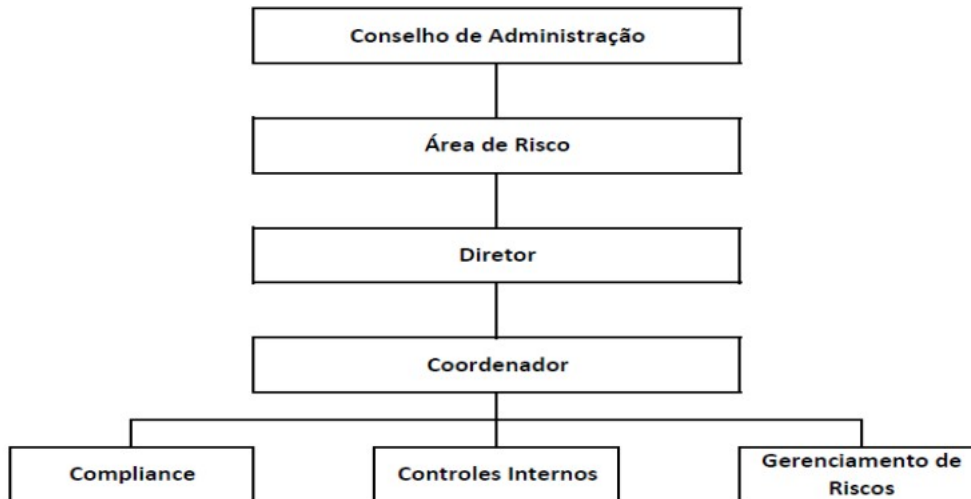 Conselho de Administração
Área de Risco
Diretor
Coordenador
Compliance
Controles Internos
Gerenciamento de
Riscos